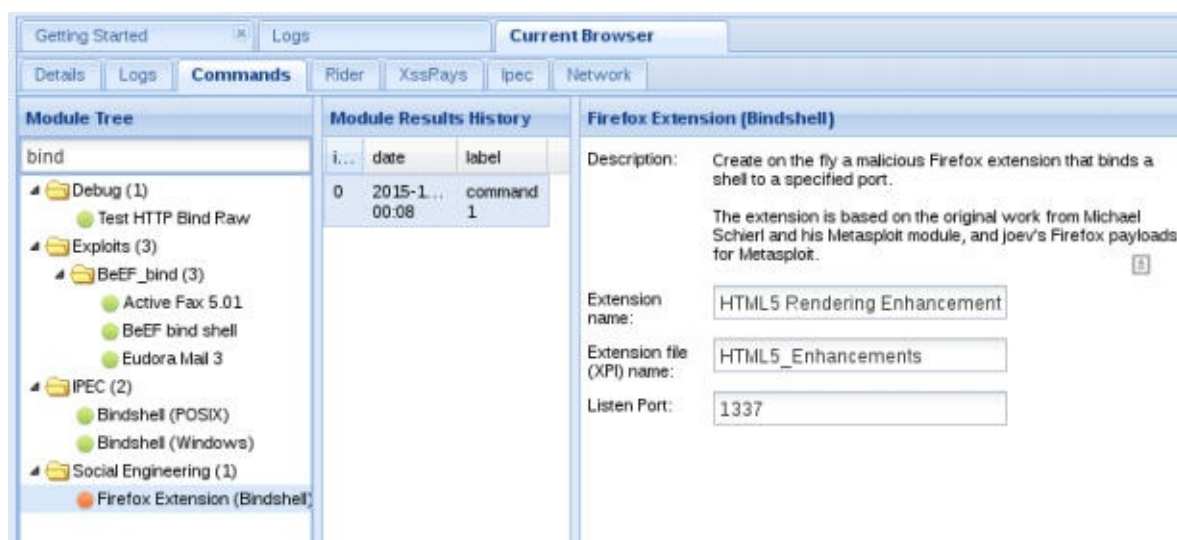 Getting Started
Logs
Current Browser
Details
Logs
Commands
Rider
XssRays
Ipec
Network
Module Tree
bind
Debug (1)
Test HTTP Bind Raw
Exploits (3)
BeEF_bind (3)
Active Fax 5.01
BeEF bind shell
Eudora Mail 3
IPEC (2)
Bindshell (POSIX)
Bindshell (Windows)
Social Engineering (1)
Firefox Extension (Bindshell)
Module Results History
i... date label
0 2015-1... command
00:08 1
Firefox Extension (Bindshell)
Description: Create on the fly a malicious Firefox extension that binds a
shell to a specified port.
The extension is based on the original work from Michael
Schierl and his Metasploit module, and joev's Firefox payloads
for Metasploit.
Extension
name:
HTML5 Rendering Enhancement
Extension file
(XPI) name:
HTML5_Enhancements
Listen Port:
1337